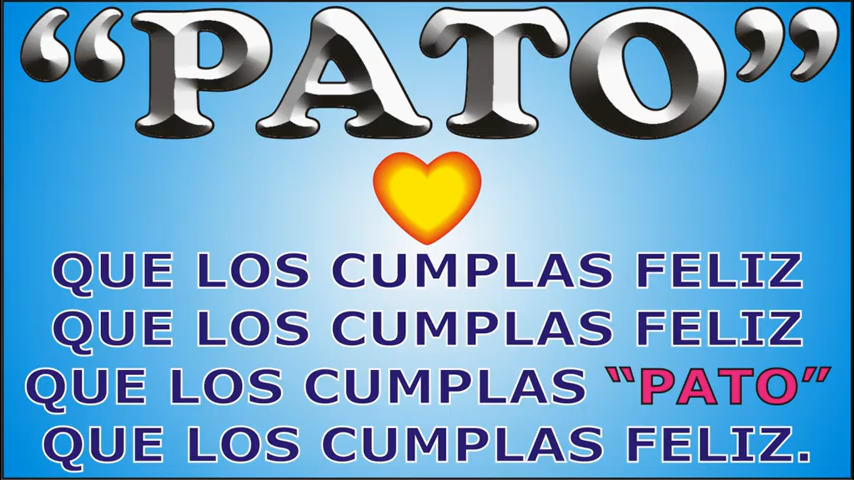 “PATO”
QUE LOS CUMPLAS FELIZ
QUE LOS CUMPLAS FELIZ
QUE LOS CUMPLAS “PATO”
QUE LOS CUMPLAS FELIZ.